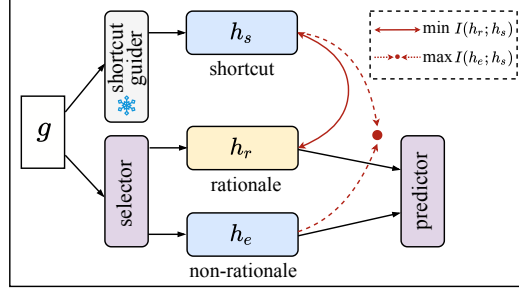 g
shortcut
guider
h_s
shortcut
selector
h_r
rationale
h_e
non-rationale
predictor
min I(h_r; h_s)
max I(h_e; h_s)